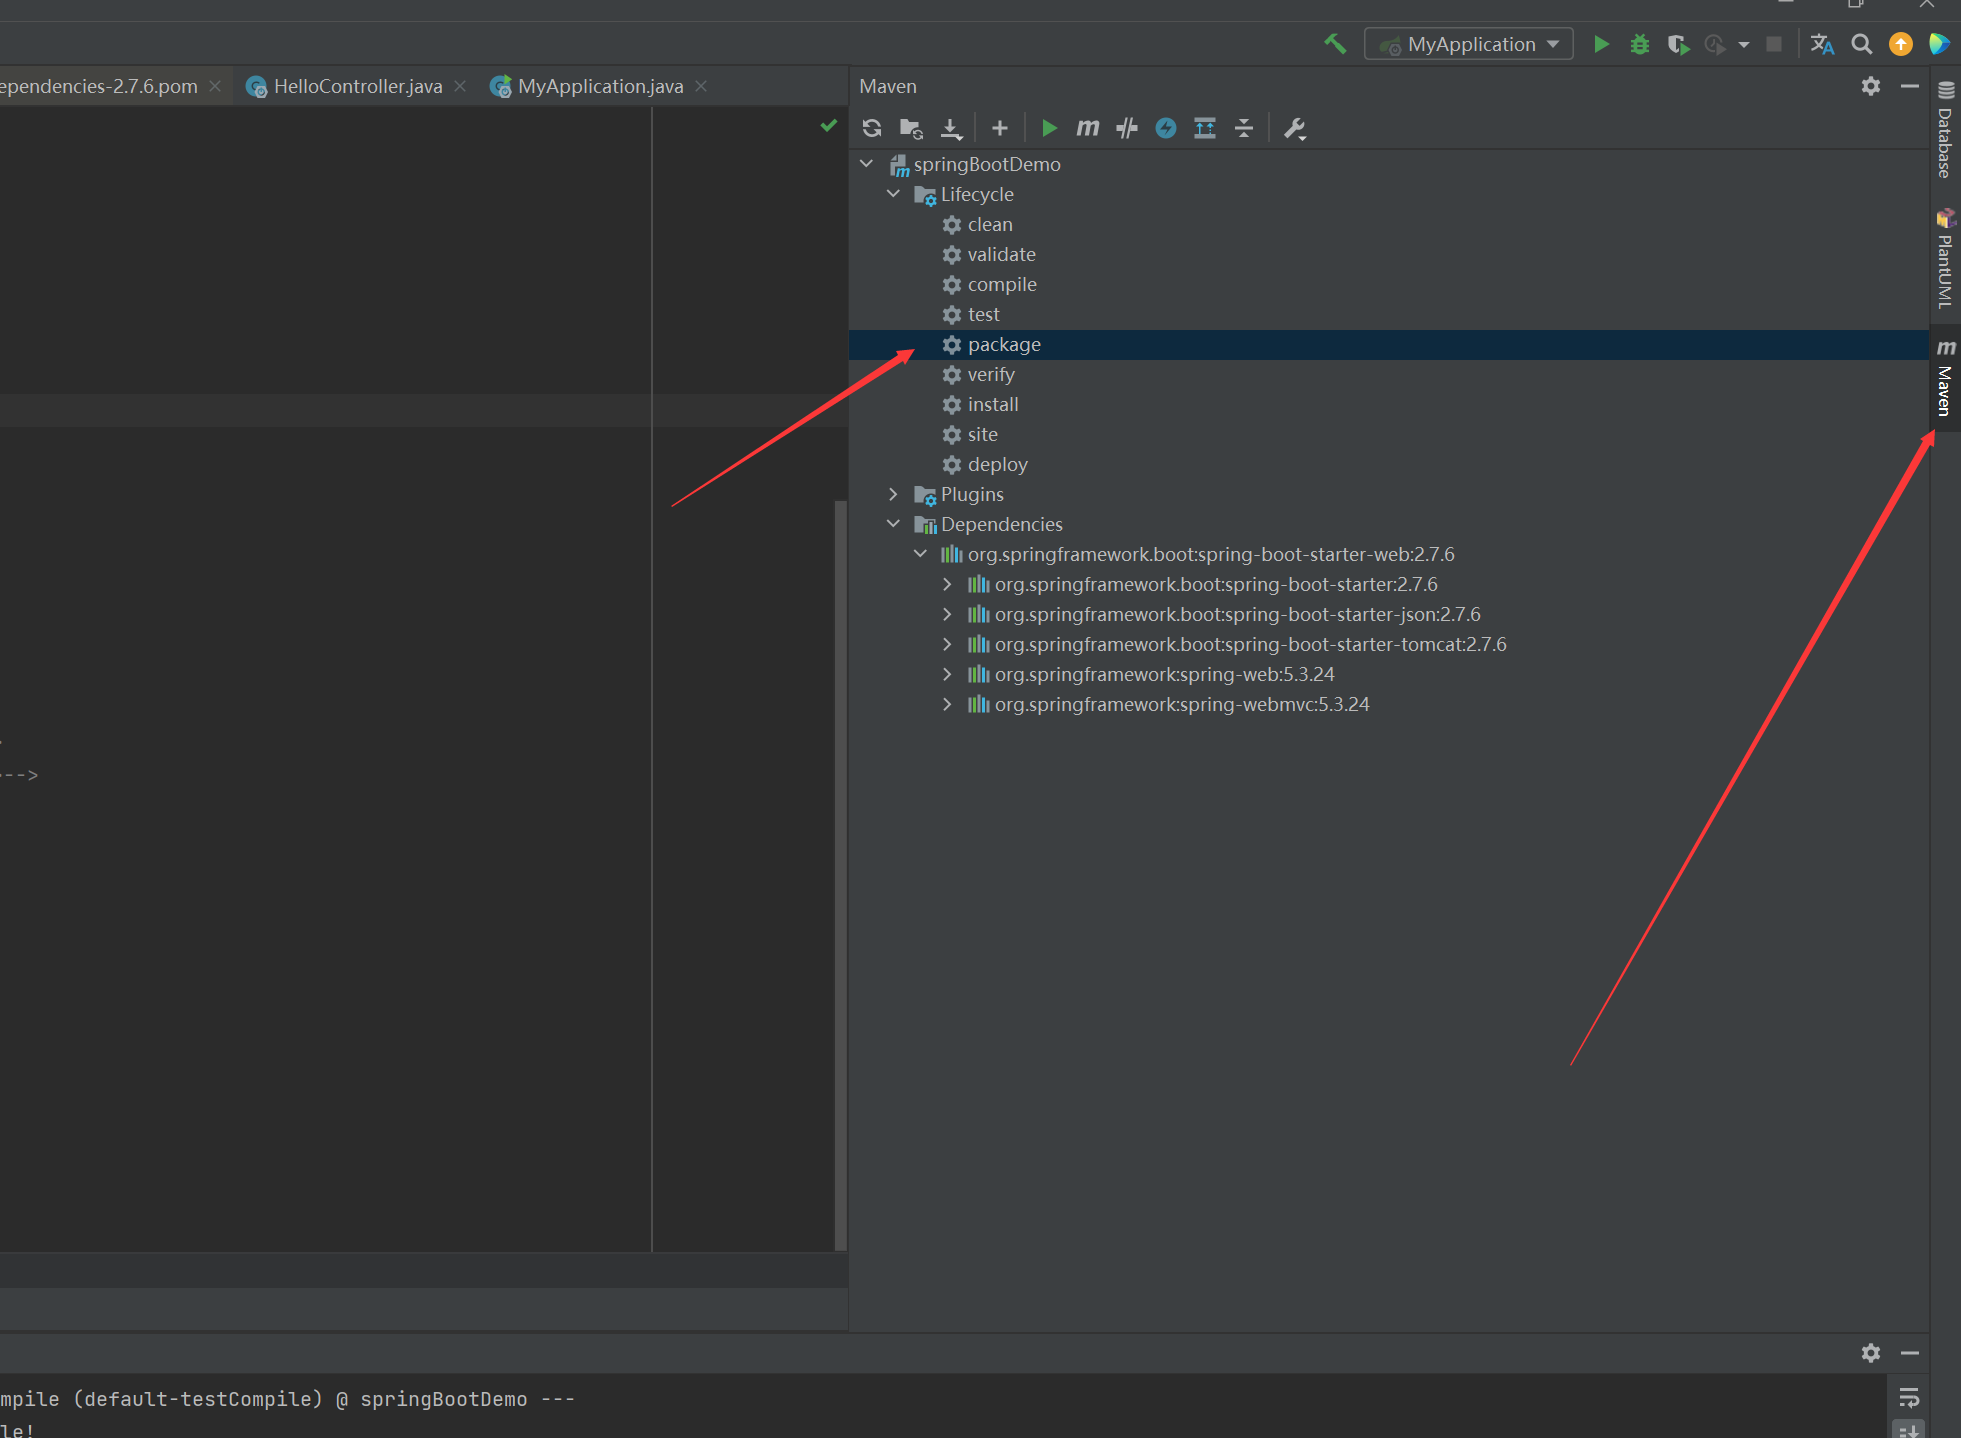 MyApplication
ependencies-2.7.6.pom
HelloController.java
MyApplication.java
Maven
springBootDemo
Lifecycle
clean
validate
compile
test
package
verify
install
site
deploy
Plugins
Dependencies
org.springframework.boot:spring-boot-starter-web:2.7.6
org.springframework.boot:spring-boot-starter:2.7.6
org.springframework.boot:spring-boot-starter-json:2.7.6
org.springframework.boot:spring-boot-starter-tomcat:2.7.6
org.springframework:spring-web:5.3.24
org.springframework:spring-webmvc:5.3.24
Database
PlantUML
Maven
-->
mpile (default-testCompile) @ springBootDemo ---
le!